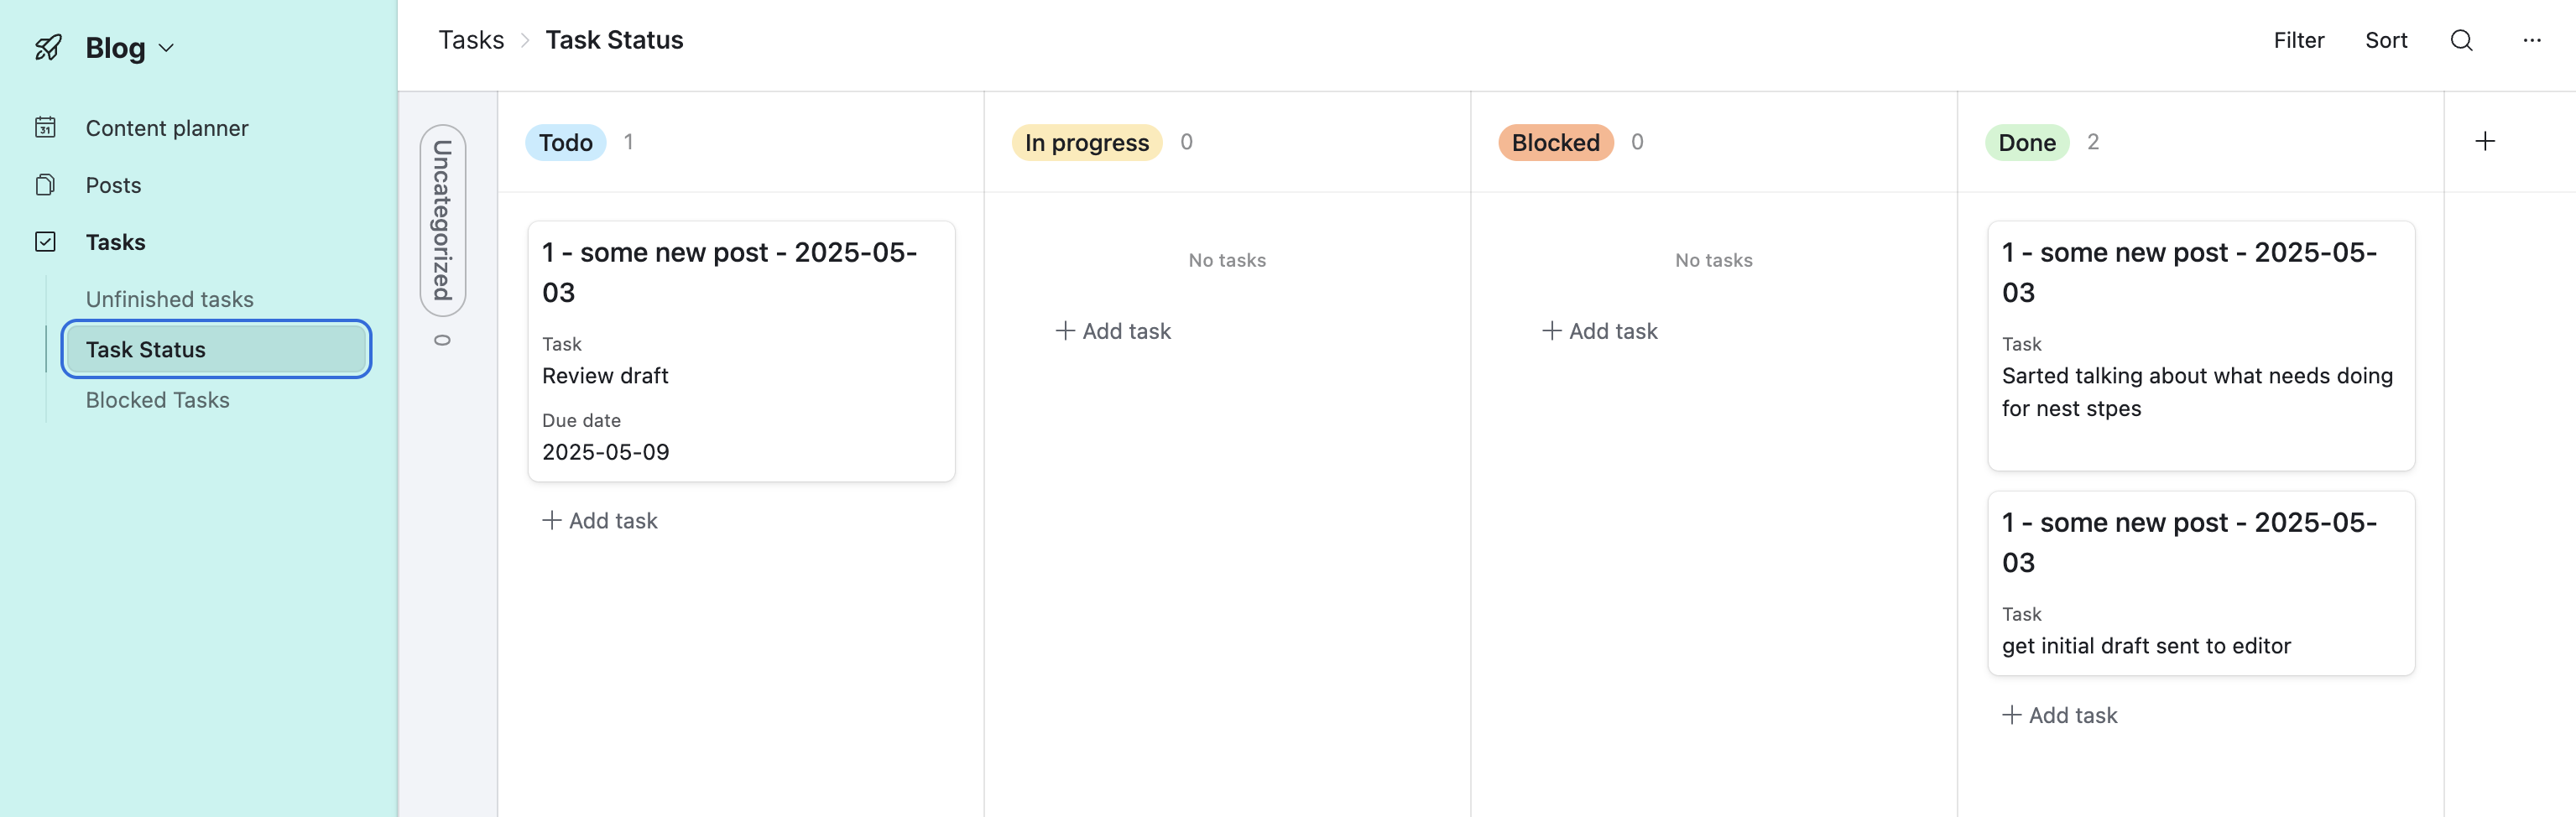 Blog
31
Content planner
Posts
Tasks
Unfinished tasks
Task Status
Blocked Tasks
Tasks > Task Status
Filter
Sort
...
Uncategorized 0
Todo 1
1 - some new post - 2025-05-
03
Task
Review draft
Due date
2025-05-09
+ Add task
In progress 0
No tasks
+ Add task
Blocked 0
No tasks
+ Add task
Done 2
1 - some new post - 2025-05-
03
Task
Sarted talking about what needs doing
for nest stpes
1 - some new post - 2025-05-
03
Task
get initial draft sent to editor
+ Add task
+